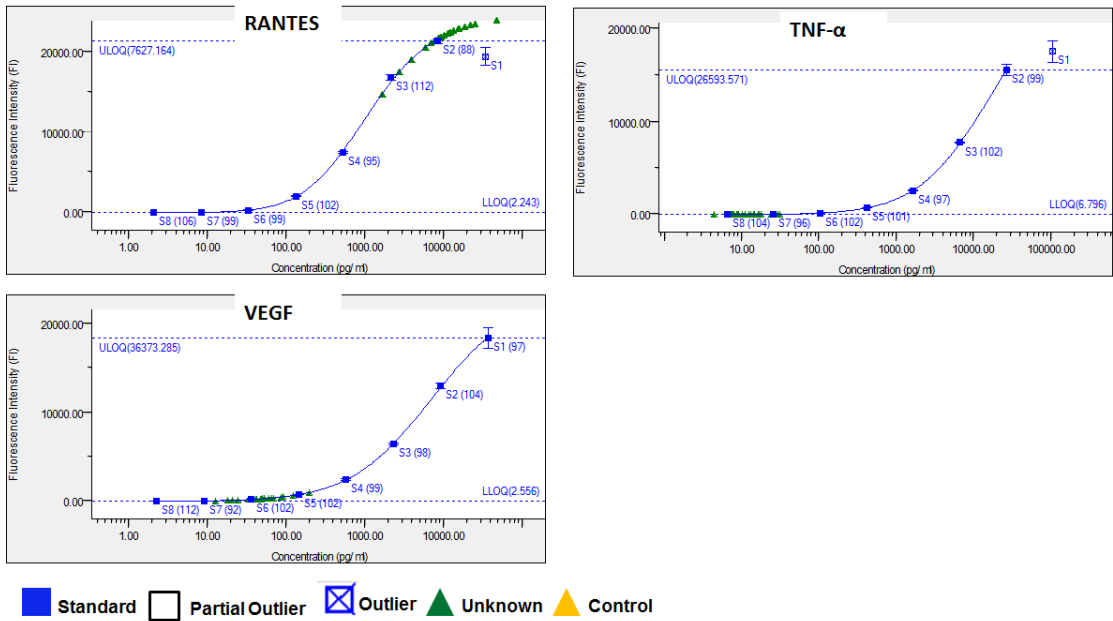 RANTES
Fluorescence Intensity (FI)
20000.00
10000.00
0.00
ULOQ(7627.164)
S2 (88)
S1
S3 (112)
S4 (95)
S5 (102)
LLOQ(2.243)
S8 (106)
S7 (99)
S6 (99)
1.00
10.00
100.00
1000.00
10000.00
Concentration (pg/ ml)
TNF-α
Fluorescence Intensity (FI)
20000.00
10000.00
0.00
S1
ULOQ(26593.571)
S2 (99)
S3 (102)
S4 (97)
LLOQ(6.796)
S8 (104)
S7 (96)
S6 (102)
S5 (101)
10.00
100.00
1000.00
10000.00
100000.00
Concentration (pg/ ml)
VEGF
Fluorescence Intensity (FI)
20000.00
10000.00
0.00
ULOQ(36373.285)
S1 (97)
S2 (104)
S3 (98)
S4 (99)
LLOQ(2.556)
S8 (112)
S7 (92)
S6 (102)
S5 (102)
1.00
10.00
100.00
1000.00
10000.00
Concentration (pg/ ml)
Standard
Partial Outlier
Outlier
Unknown
Control